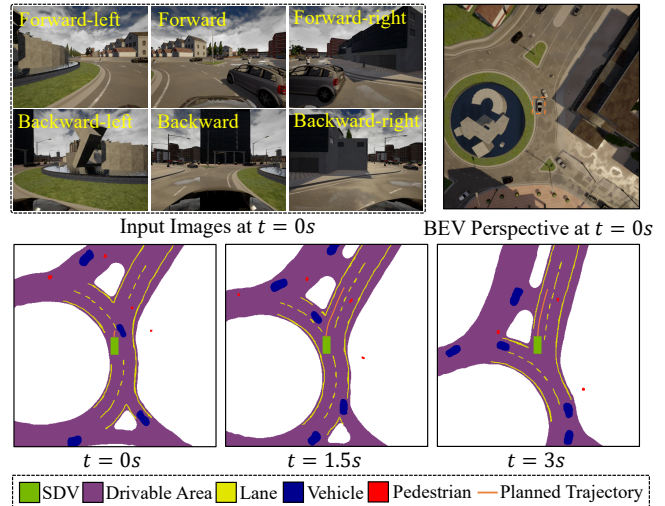 Forward-left
Forward
Forward-right
Backward-left
Backward
Backward-right
Input Images at t = 0s
BEV Perspective at t = 0s
t = 0s
t = 1.5s
t = 3s
SDV
Drivable Area
Lane
Vehicle
Pedestrian
Planned Trajectory